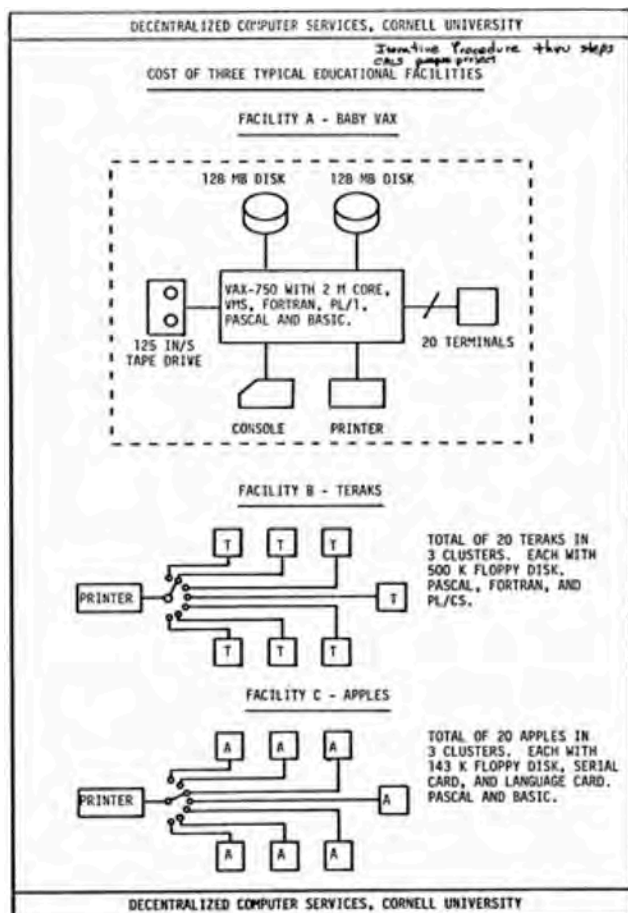 DECENTRALIZED COMPUTER SERVICES, CORNELL UNIVERSITY
Procedure thru steps
project
COST OF THREE TYPICAL EDUCATIONAL FACILITIES
FACILITY A - BABY VAX
128 MB DISK 128 MB DISK
VAX-750 WITH 2 M CORE,
VMS, FORTRAN, PL/1,
PASCAL AND BASIC.
125 IN/S
TAPE DRIVE
20 TERMINALS
CONSOLE PRINTER
FACILITY B - TERAKS
T T T
PRINTER
T
T T T
TOTAL OF 20 TERAKS IN
3 CLUSTERS. EACH WITH
500 K FLOPPY DISK,
PASCAL, FORTRAN, AND
PL/CS.
FACILITY C - APPLES
A A A
PRINTER
A
A A A
TOTAL OF 20 APPLES IN
3 CLUSTERS. EACH WITH
143 K FLOPPY DISK, SERIAL
CARD, AND LANGUAGE CARD.
PASCAL AND BASIC.
DECENTRALIZED COMPUTER SERVICES, CORNELL UNIVERSITY